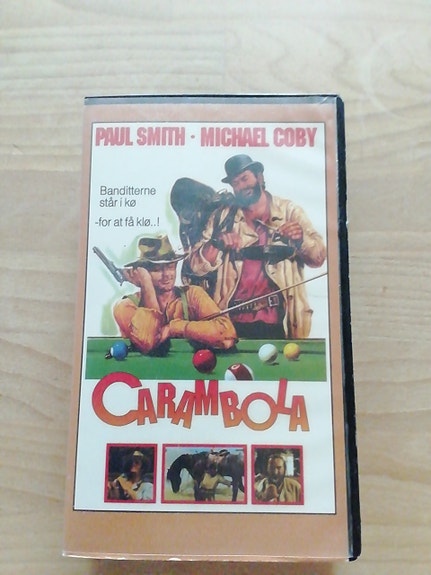 PAUL SMITH · MICHAEL COBY
Banditterne
står i kø
-for at få klø..!
CARAMBOLA